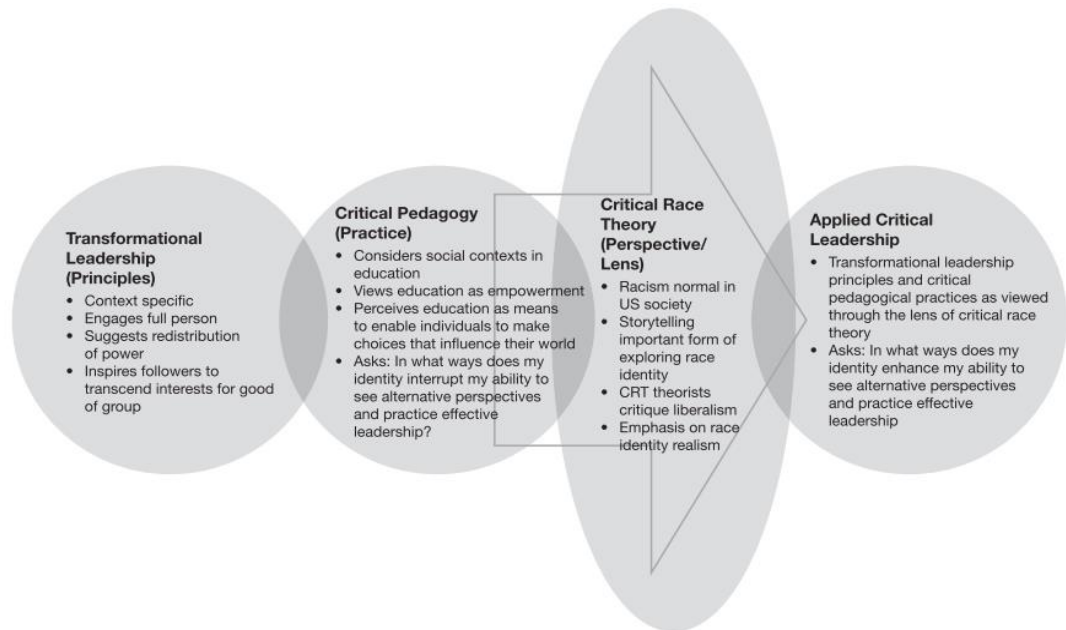 Transformational
Leadership
(Principles)
• Context specific
• Engages full person
• Suggests redistribution
of power
• Inspires followers to
transcend interests for good
of group
Critical Pedagogy
(Practice)
• Considers social contexts in
education
• Views education as empowerment
• Perceives education as means
to enable individuals to make
choices that influence their world
• Asks: In what ways does my
identity interrupt my ability to
see alternative perspectives
and practice effective
leadership?
Critical Race
Theory
(Perspective/
Lens)
• Racism normal in
US society
• Storytelling
important form of
exploring race
identity
• CRT theorists
critique liberalism
• Emphasis on race
identity realism
Applied Critical
Leadership
• Transformational leadership
principles and critical
pedagogical practices as viewed
through the lens of critical race
theory
• Asks: In what ways does my
identity enhance my ability to
see alternative perspectives
and practice effective
leadership